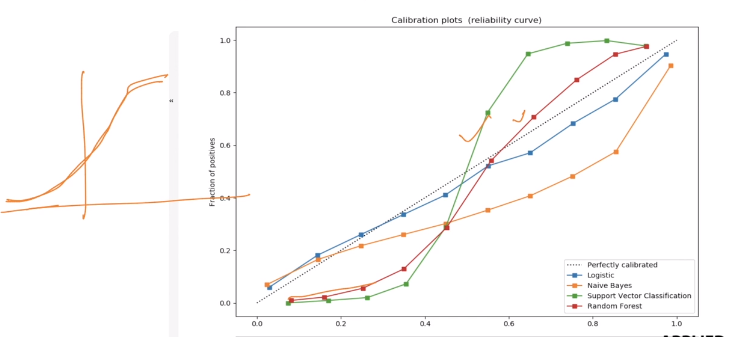 Calibration plots (reliability curve)
1.0
0.8
0.6
0.4
0.2
0.0
Fraction of positives
0.0 0.2 0.4 0.6 0.8 1.0
Perfectly calibrated
Logistic
Naive Bayes
Support Vector Classification
Random Forest